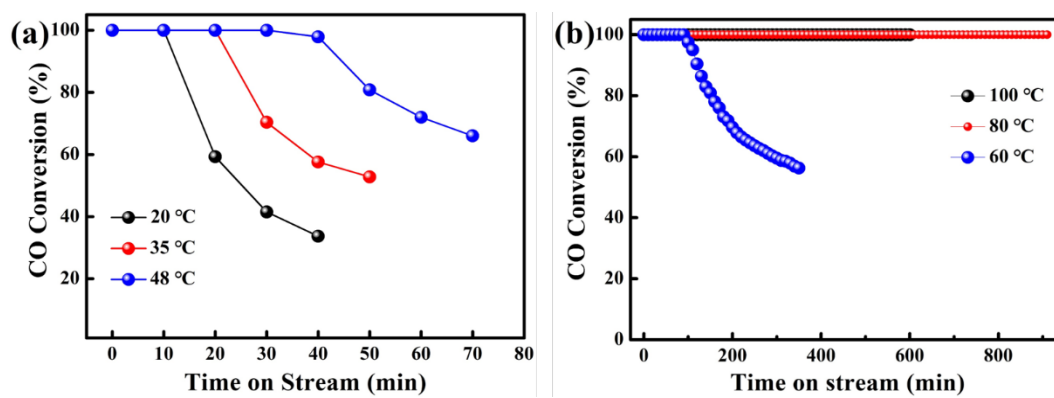 (a)
CO Conversion (%)
100
80
60
40
20
20 °C
35 °C
48 °C
0 10 20 30 40 50 60 70 80
Time on Stream (min)
(b)
CO Conversion (%)
100
80
60
40
20
0
100 °C
80 °C
60 °C
0 200 400 600 800
Time on stream (min)